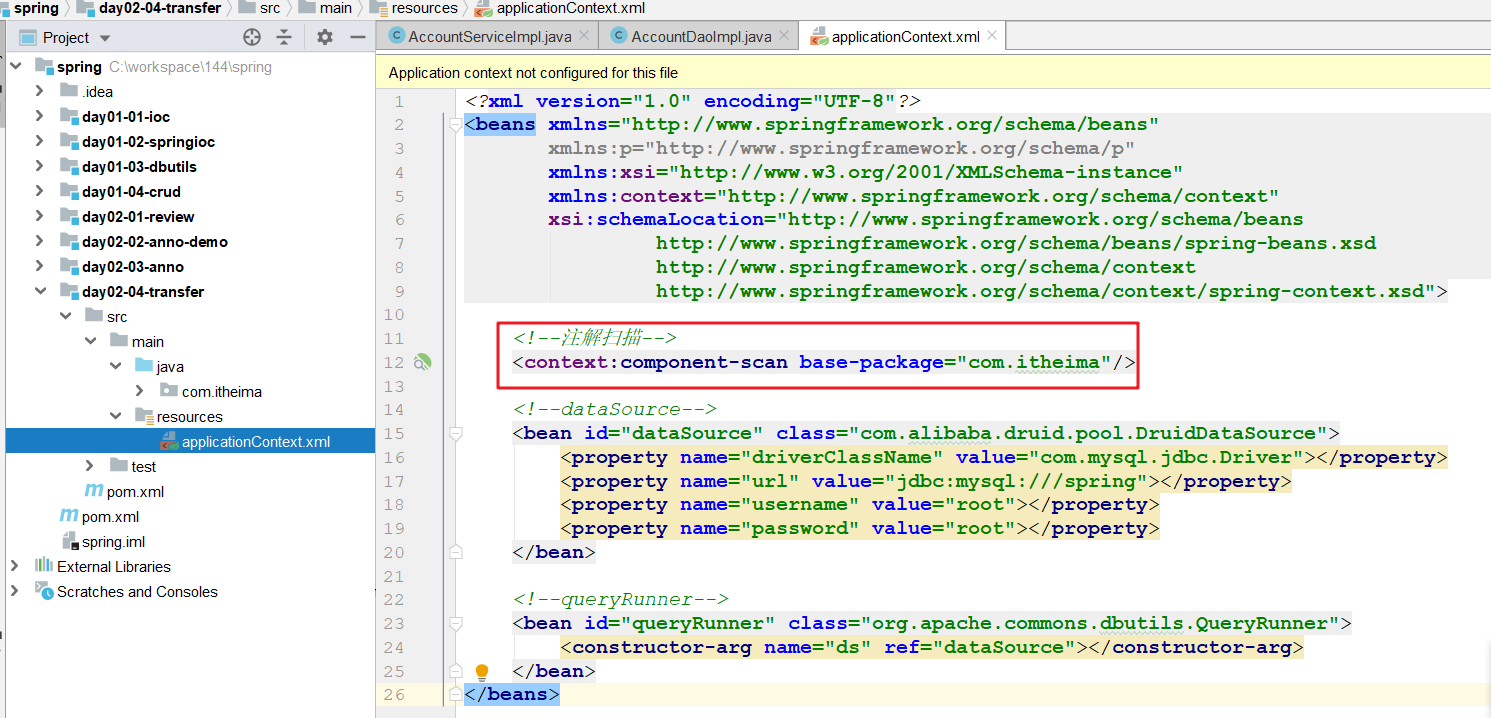 spring day02-04-transfer src main resources applicationContext.xml
Project
AccountServiceImpl.java AccountDaoImpl.java applicationContext.xml
spring C:\workspace\144\spring
.idea
day01-01-ioc
day01-02-springioc
day01-03-dbutils
day01-04-crud
day02-01-review
day02-02-anno-demo
day02-03-anno
day02-04-transfer
src
main
java
com.itheima
resources
applicationContext.xml
test
pom.xml
pom.xml
spring.iml
External Libraries
Scratches and Consoles
Application context not configured for this file
1 <?xml version="1.0" encoding="UTF-8"?>
2 <beans xmlns="http://www.springframework.org/schema/beans"
3 xmlns:p="http://www.springframework.org/schema/p"
4 xmlns:xsi="http://www.w3.org/2001/XMLSchema-instance"
5 xmlns:context="http://www.springframework.org/schema/context"
6 xsi:schemaLocation="http://www.springframework.org/schema/beans
7 http://www.springframework.org/schema/beans/spring-beans.xsd
8 http://www.springframework.org/schema/context
9 http://www.springframework.org/schema/context/spring-context.xsd">
10
11 <!--注解扫描-->
12 <context:component-scan base-package="com.itheima"/>
13
14 <!--dataSource-->
15 <bean id="dataSource" class="com.alibaba.druid.pool.DruidDataSource">
16 <property name="driverClassName" value="com.mysql.jdbc.Driver"></property>
17 <property name="url" value="jdbc:mysql:///spring"></property>
18 <property name="username" value="root"></property>
19 <property name="password" value="root"></property>
20 </bean>
21
22 <!--queryRunner-->
23 <bean id="queryRunner" class="org.apache.commons.dbutils.QueryRunner">
24 <constructor-arg name="ds" ref="dataSource"></constructor-arg>
25 </bean>
26 </beans>